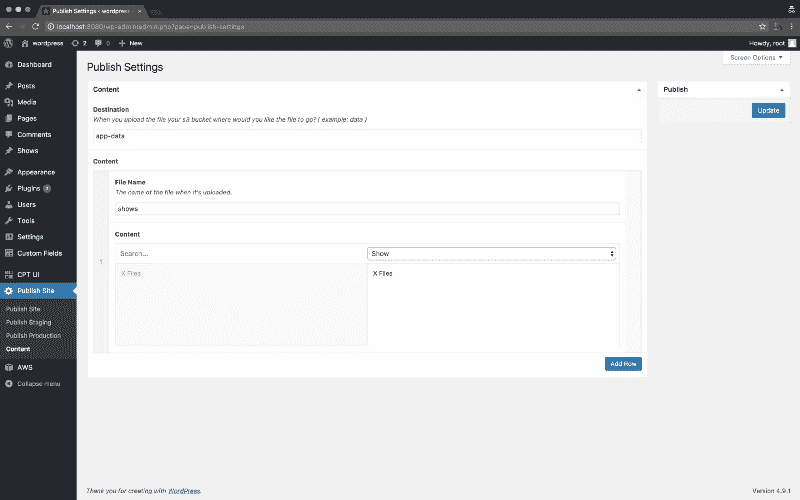 Publish Settings < wordpress
localhost:8080/wp-admin/admin.php?page=publish-settings
wordpress 2 0 New
Howdy, root
Dashboard
Posts
Media
Pages
Comments
Shows
Appearance
Plugins
Users
Tools
Settings
Custom Fields
CPT UI
Publish Site
Publish Site
Publish Staging
Publish Production
Content
AWS
Collapse menu
Screen Options
Publish Settings
Content
Destination
When you upload the file your s3 bucket where would you like the file to go? ( example: data )
app-data
Content
1
File Name
The name of the file when it's uploaded.
shows
Content
Search...
Show
X Files
X Files
Add Row
Publish
Update
Thank you for creating with WordPress.
Version 4.9.1